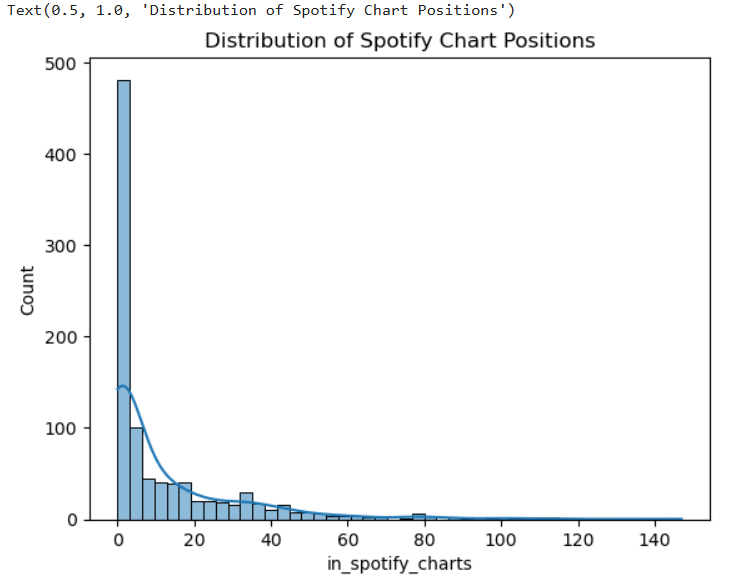 Text(0.5, 1.0, 'Distribution of Spotify Chart Positions')
Distribution of Spotify Chart Positions
500
400
300
200
100
0
Count
0 20 40 60 80 100 120 140
in_spotify_charts